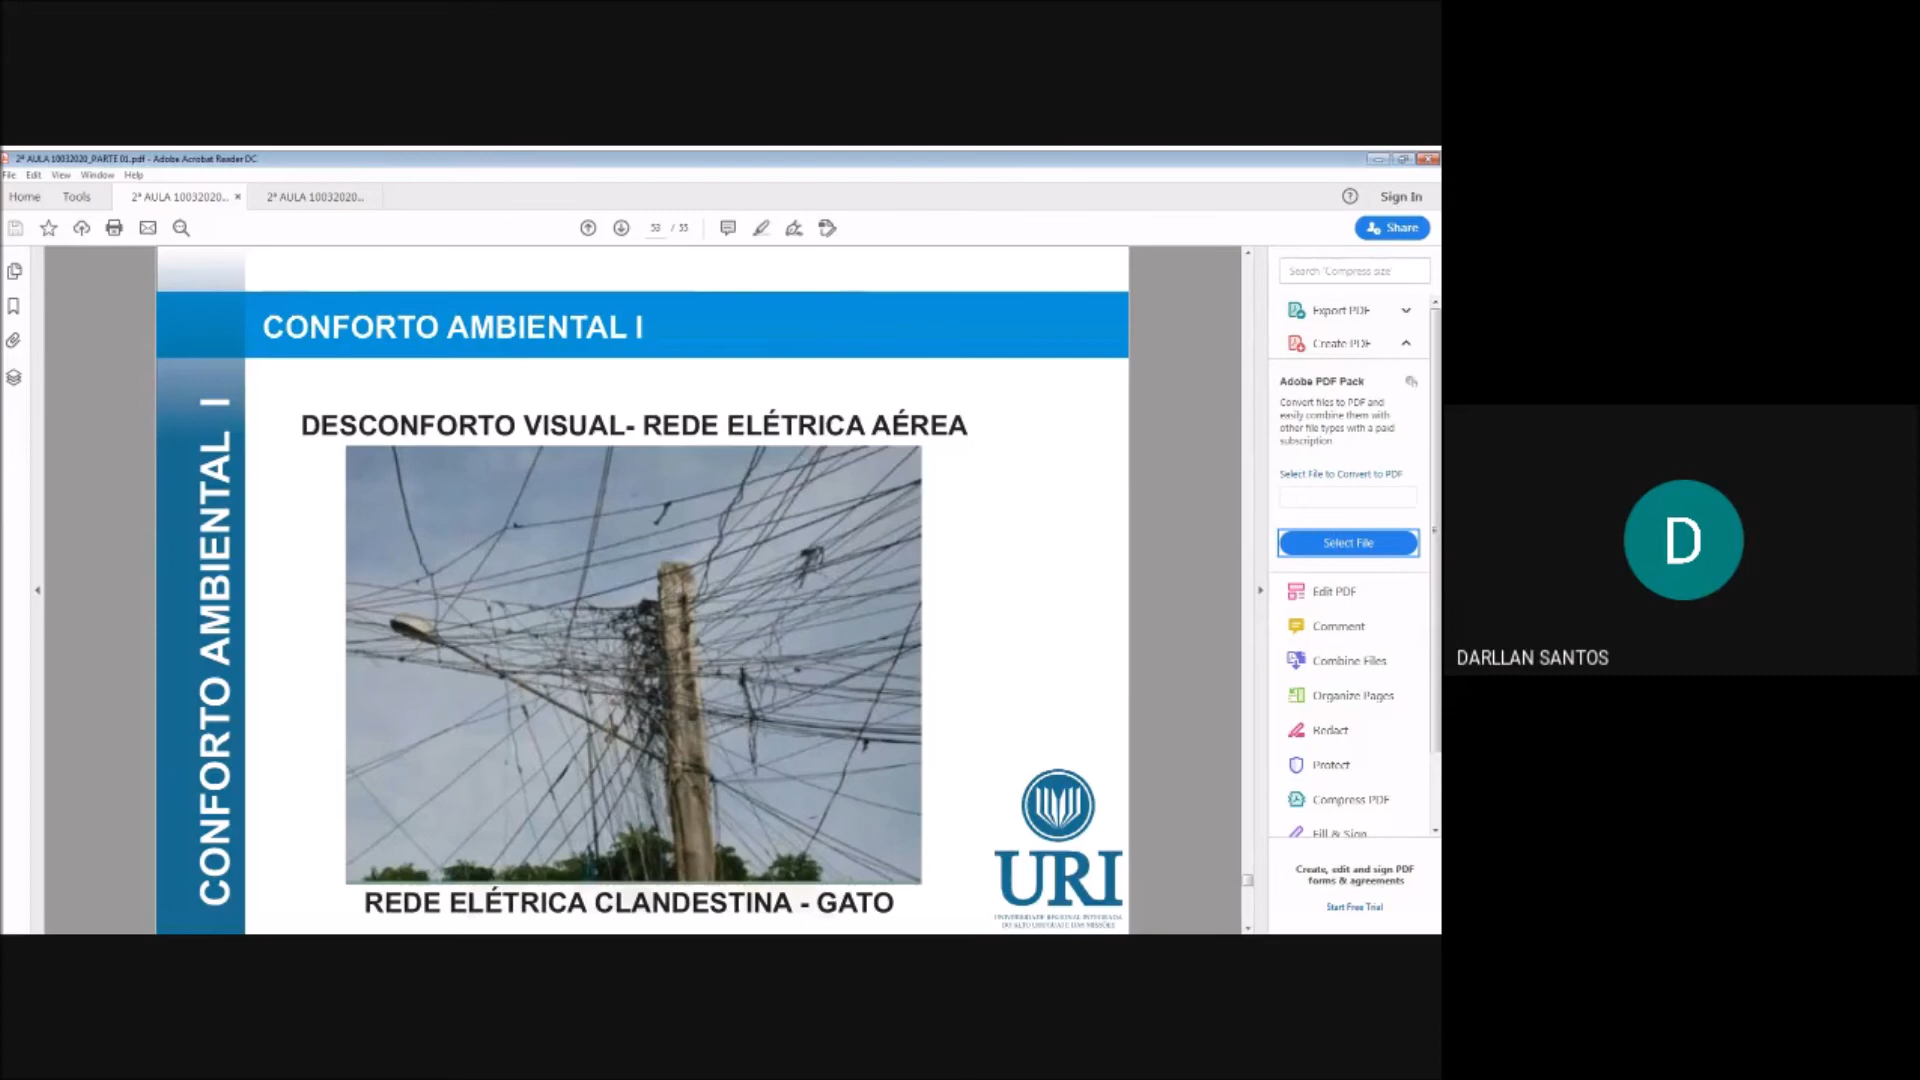 2ª AULA 10032020_PARTE 01.pdf - Adobe Acrobat Reader DC
File Edit View Window Help
Home Tools 2ª AULA 10032020... × 2ª AULA 10032020... Sign In
53 / 55 Share
CONFORTO AMBIENTAL I
CONFORTO AMBIENTAL I
DESCONFORTO VISUAL- REDE ELÉTRICA AÉREA
REDE ELÉTRICA CLANDESTINA - GATO
URI
UNIVERSIDADE REGIONAL INTEGRADA
DO ALTO URUGUAI E DAS MISSÕES
Search 'Compress size'
Export PDF
Create PDF
Adobe PDF Pack
Convert files to PDF and
easily combine them with
other file types with a paid
subscription
Select File to Convert to PDF
Select File
Edit PDF
Comment
Combine Files
Organize Pages
Redact
Protect
Compress PDF
Fill & Sign
Create, edit and sign PDF
forms & agreements
Start Free Trial
D
DARLLAN SANTOS